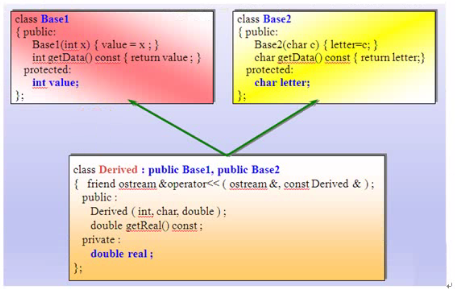 class Base1
{ public:
Base1(int x) { value = x ; }
int getData() const { return value ; }
protected:
int value;
};
class Base2
{ public:
Base2(char c) { letter=c; }
char getData() const { return letter;}
protected:
char letter;
};
class Derived : public Base1, public Base2
{ friend ostream &operator<< ( ostream &, const Derived & ) ;
public :
Derived ( int, char, double ) ;
double getReal() const ;
private :
double real ;
};